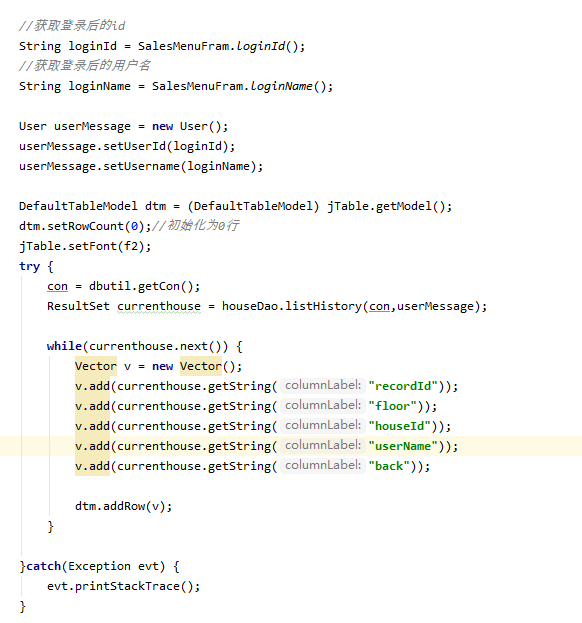 //获取登录后的id
String loginId = SalesMenuFram.loginId();
//获取登录后的用户名
String loginName = SalesMenuFram.loginName();
User userMessage = new User();
userMessage.setUserId(loginId);
userMessage.setUsername(loginName);
DefaultTableModel dtm = (DefaultTableModel) jTable.getModel();
dtm.setRowCount(0);//初始化为0行
jTable.setFont(f2);
try {
con = dbutil.getCon();
ResultSet currenthouse = houseDao.listHistory(con,userMessage);
while(currenthouse.next()) {
Vector v = new Vector();
v.add(currenthouse.getString( columnLabel: "recordId"));
v.add(currenthouse.getString( columnLabel: "floor"));
v.add(currenthouse.getString( columnLabel: "houseId"));
v.add(currenthouse.getString( columnLabel: "userName"));
v.add(currenthouse.getString( columnLabel: "back"));
dtm.addRow(v);
}
}catch(Exception evt) {
evt.printStackTrace();
}